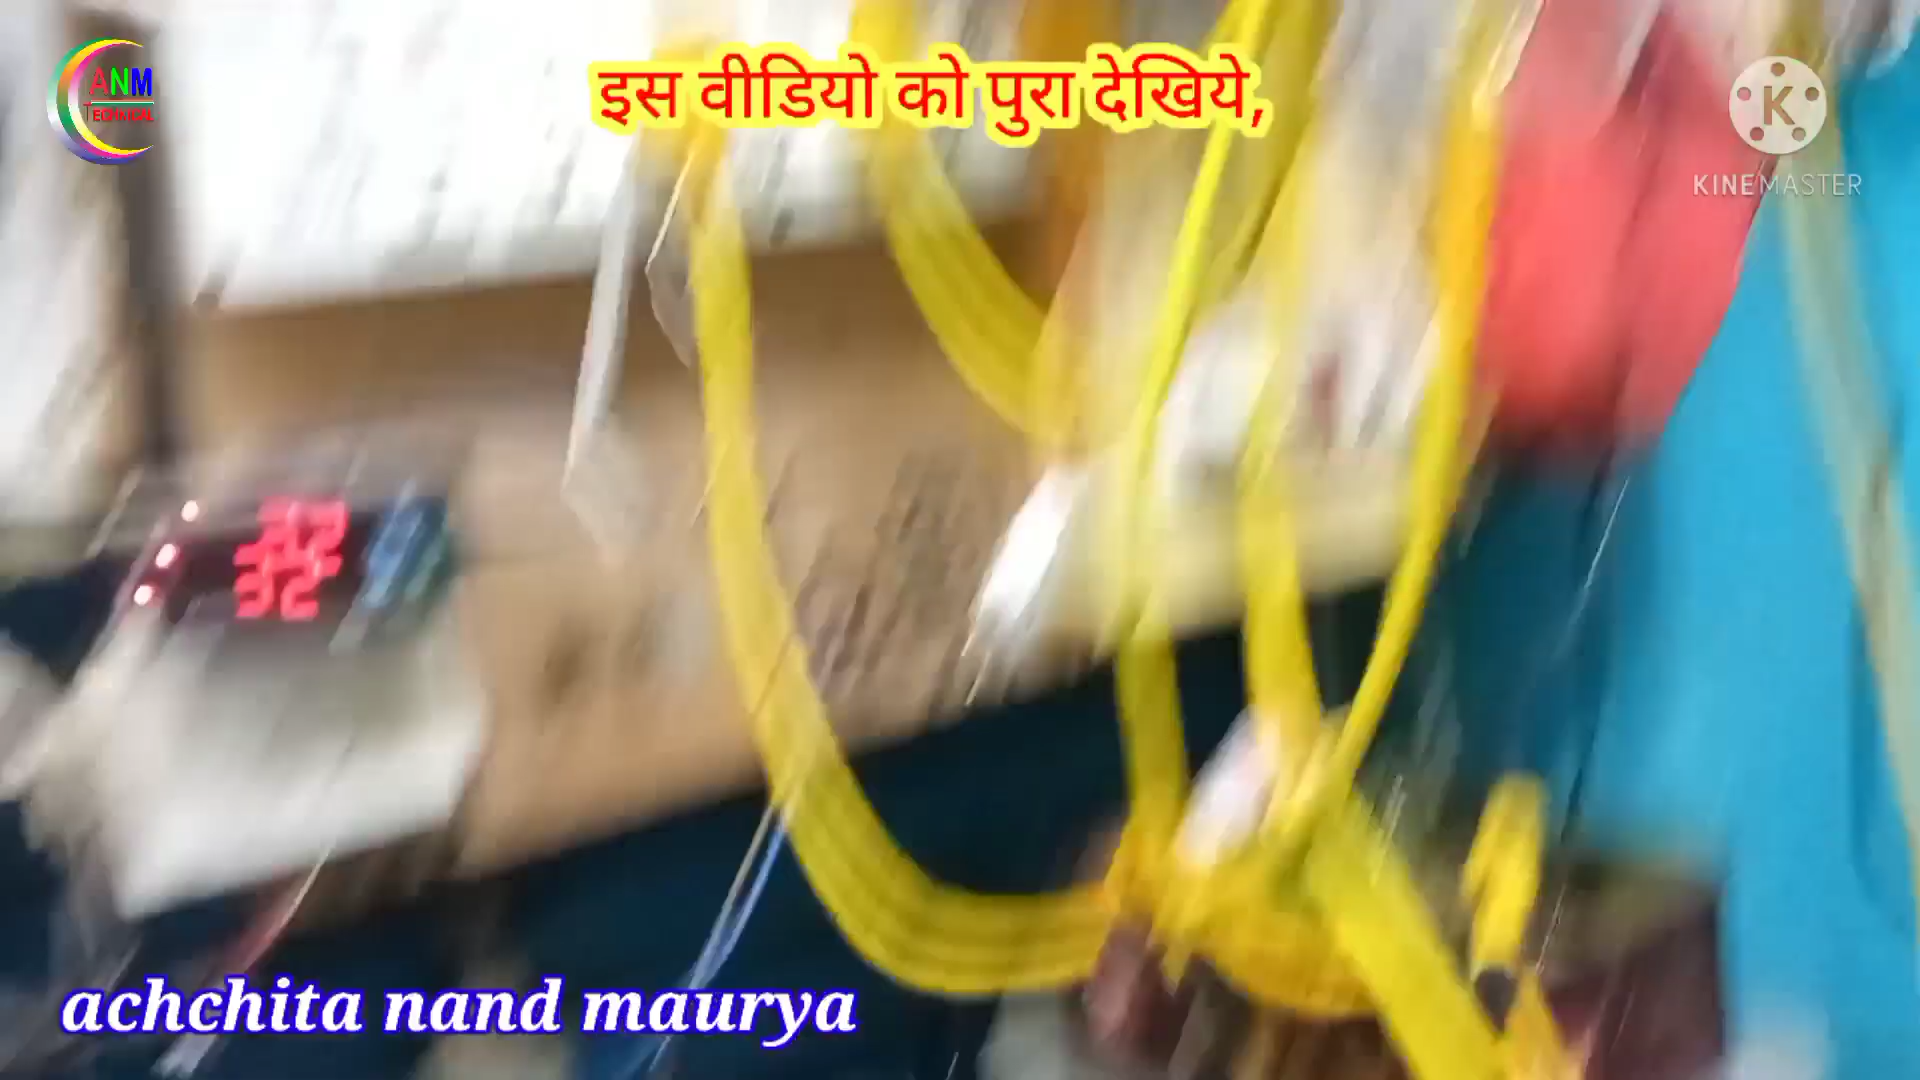 ANM
TECHNICAL
इस वीडियो को पुरा देखिये,
K
KINEMASTER
achchita nand maurya